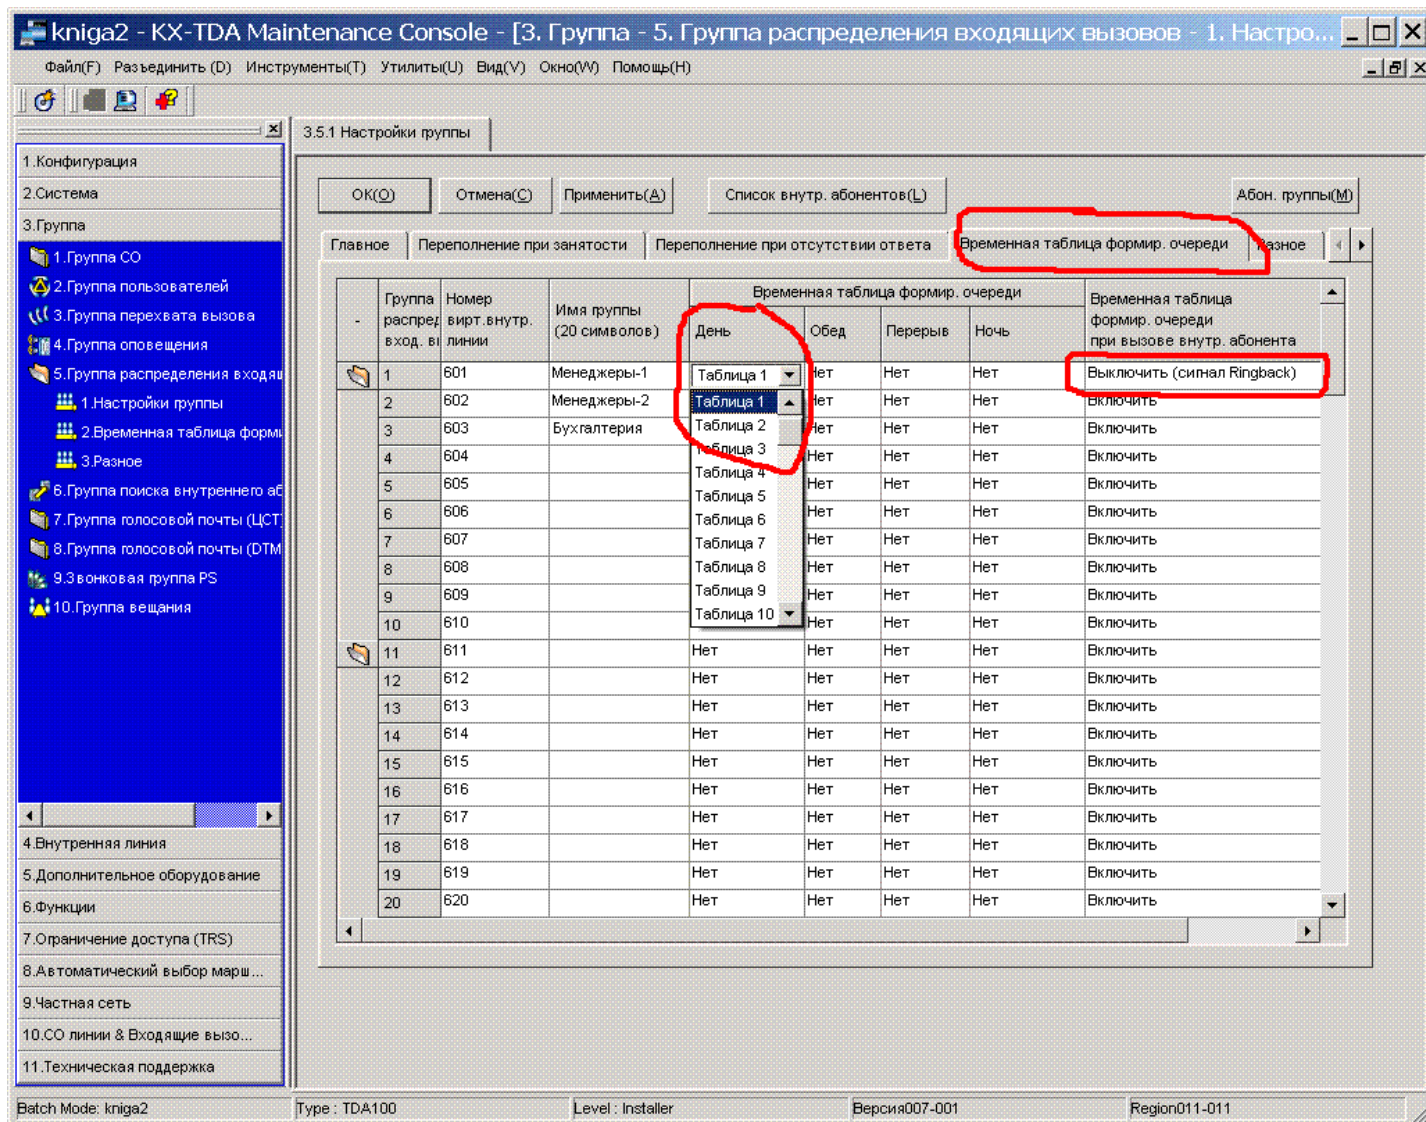 kniga2 - KX-TDA Maintenance Console - [3. Группа - 5. Группа распределения входящих вызовов - 1. Настро...
Файл(F) Разъединить (D) Инструменты(T) Утилиты(U) Вид(V) Окно(W) Помощь(H)
3.5.1 Настройки группы
1.Конфигурация
2.Система
3.Группа
1.Группа CO
2.Группа пользователей
3.Группа перехвата вызова
4.Группа оповещения
5.Группа распределения входящ
1.Настройки группы
2.Временная таблица форми
3.Разное
6.Группа поиска внутреннего аб
7.Группа голосовой почты (ЦСТ
8.Группа голосовой почты (DTM
9.Звонковая группа PS
10.Группа вещания
4.Внутренняя линия
5.Дополнительное оборудование
6.Функции
7.Ограничение доступа (TRS)
8.Автоматический выбор марш...
9.Частная сеть
10.CO линии & Входящие вызо...
11.Техническая поддержка
OK(O) Отмена(C) Применить(A) Список внутр. абонентов(L) Абон. группы(M)
Главное Переполнение при занятости Переполнение при отсутствии ответа Временная таблица формир. очереди Разное
- Группа распред вход. вы Номер вирт.внутр. линии Имя группы (20 символов) Временная таблица формир. очереди Временная таблица формир. очереди при вызове внутр. абонента
День Обед Перерыв Ночь
1 601 Менеджеры-1 Таблица 1 Нет Нет Нет Выключить (сигнал Ringback)
2 602 Менеджеры-2 Нет Нет Нет Включить
3 603 Бухгалтерия Нет Нет Нет Включить
4 604 Нет Нет Нет Включить
5 605 Нет Нет Нет Включить
6 606 Нет Нет Нет Включить
7 607 Нет Нет Нет Включить
8 608 Нет Нет Нет Включить
9 609 Нет Нет Нет Включить
10 610 Нет Нет Нет Включить
Таблица 1
Таблица 2
Таблица 3
Таблица 4
Таблица 5
Таблица 6
Таблица 7
Таблица 8
Таблица 9
Таблица 10
11 611 Нет Нет Нет Нет Включить
12 612 Нет Нет Нет Нет Включить
13 613 Нет Нет Нет Нет Включить
14 614 Нет Нет Нет Нет Включить
15 615 Нет Нет Нет Нет Включить
16 616 Нет Нет Нет Нет Включить
17 617 Нет Нет Нет Нет Включить
18 618 Нет Нет Нет Нет Включить
19 619 Нет Нет Нет Нет Включить
20 620 Нет Нет Нет Нет Включить
Batch Mode: kniga2 Type : TDA100 Level : Installer Версия007-001 Region011-011